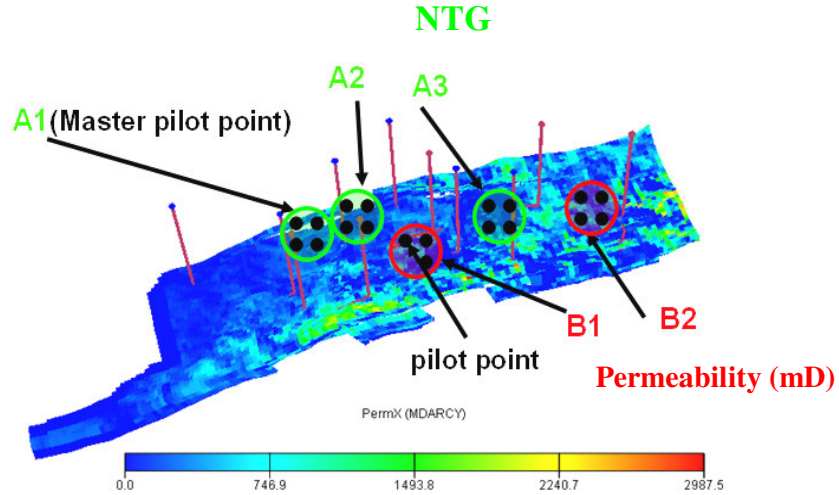 NTG
A2
A3
A1(Master pilot point)
B1
B2
pilot point
Permeability (mD)
PermX (MDARCY)
0.0 746.9 1493.8 2240.7 2987.5